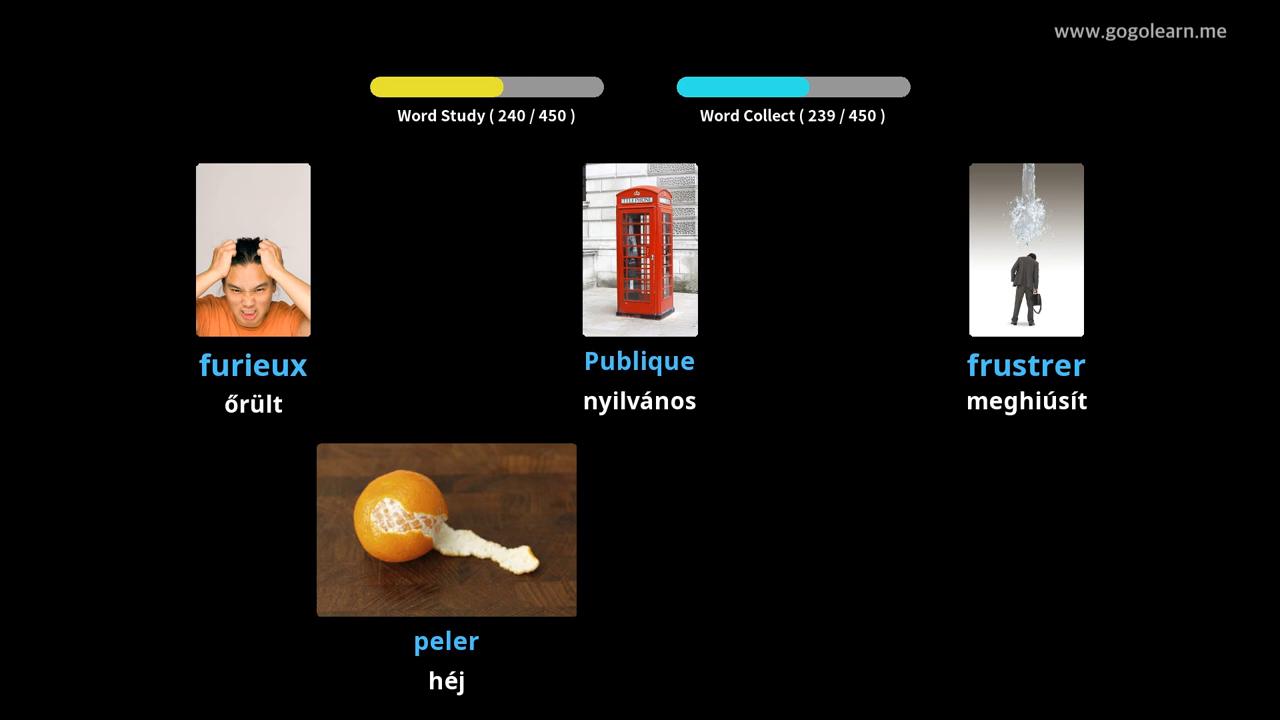 www.gogolearn.me
Word Study ( 240 / 450 )
Word Collect ( 239 / 450 )
TELEPHONE
furieux
őrült
Publique
nyilvános
frustrer
meghiúsít
peler
héj